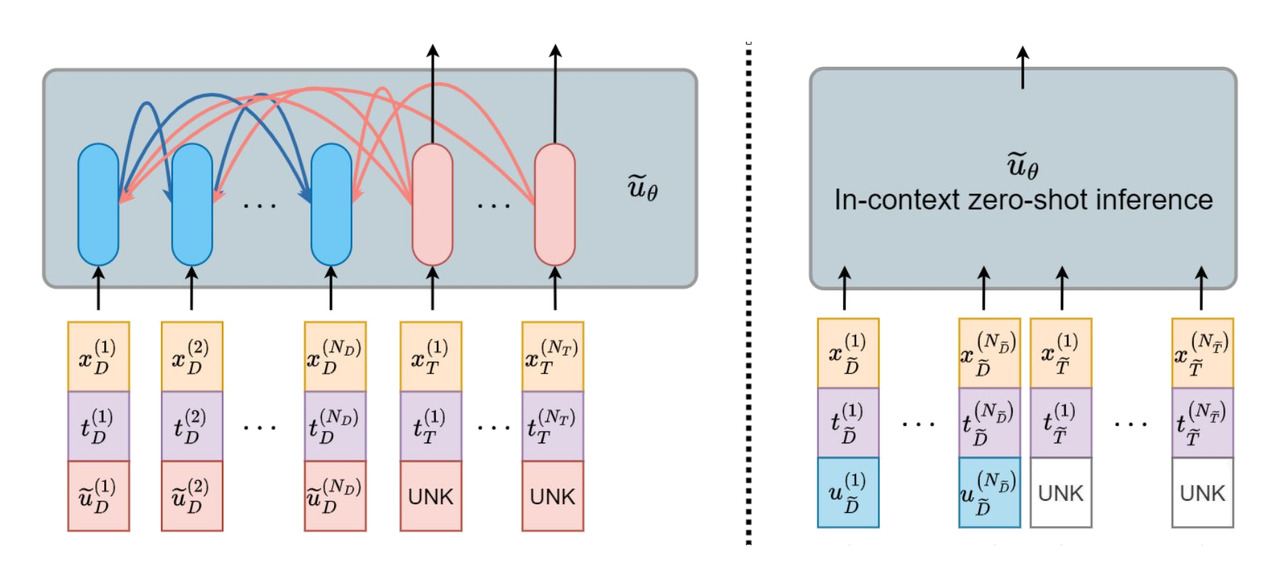 ũ_θ
ũ_θ
In-context zero-shot inference
x_D^(1) x_D^(2) x_D^(N_D) x_T^(1) x_T^(N_T)
t_D^(1) t_D^(2) ... t_D^(N_D) t_T^(1) ... t_T^(N_T)
ũ_D^(1) ũ_D^(2) ũ_D^(N_D) UNK UNK
x_D̃^(1) x_D̃^(N_D̃) x_T̃^(1) x_T̃^(N_T̃)
t_D̃^(1) ... t_D̃^(N_D̃) t_T̃^(1) ... t_T̃^(N_T̃)
u_D̃^(1) u_D̃^(N_D̃) UNK UNK